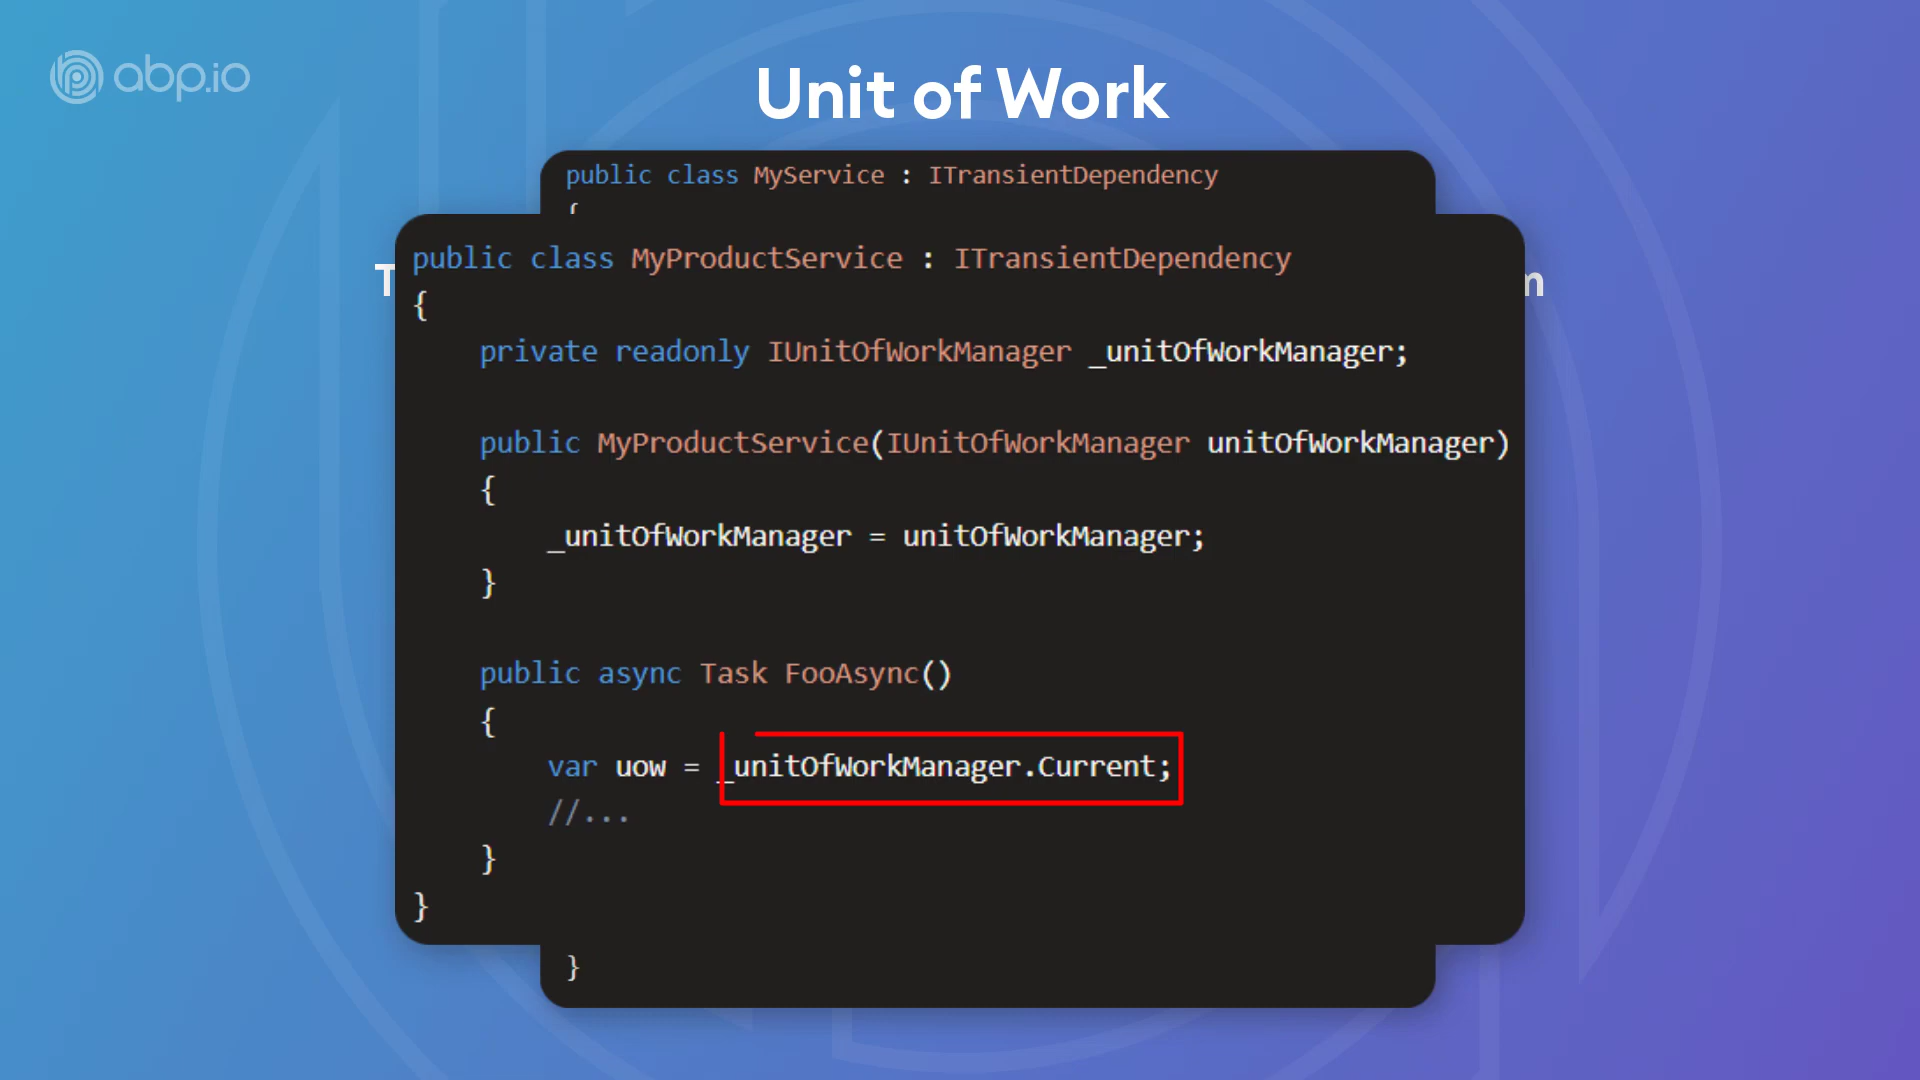 abp.io
Unit of Work
public class MyService : ITransientDependency
{
public class MyProductService : ITransientDependency
{
private readonly IUnitOfWorkManager _unitOfWorkManager;
public MyProductService(IUnitOfWorkManager unitOfWorkManager)
{
_unitOfWorkManager = unitOfWorkManager;
}
public async Task FooAsync()
{
var uow = _unitOfWorkManager.Current;
//...
}
}
}